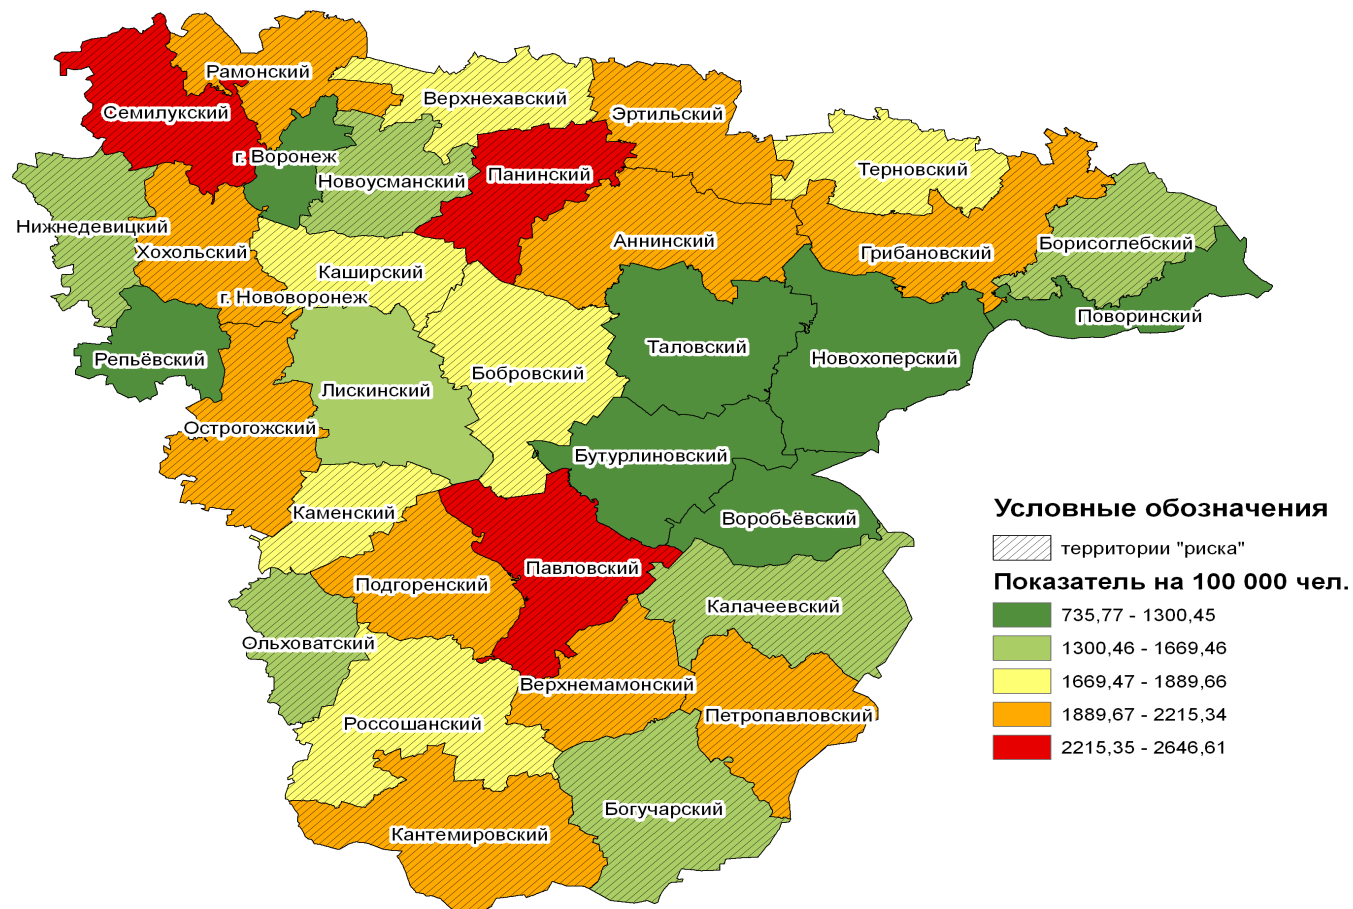 Рамонский
Верхнехавский
Семилукский
Эртильский
г. Воронеж
Терновский
Новоусманский
Панинский
Нижнедевицкий
Хохольский
Аннинский
Борисоглебский
Грибановский
Каширский
г. Нововоронеж
Поворинский
Таловский
Репьёвский
Новохоперский
Бобровский
Лискинский
Острогожский
Бутурлиновский
Каменский
Воробьёвский
Павловский
Подгоренский
Калачеевский
Ольховатский
Верхнемамонский
Петропавловский
Россошанский
Богучарский
Кантемировский
Условные обозначения
территории "риска"
Показатель на 100 000 чел.
735,77 - 1300,45
1300,46 - 1669,46
1669,47 - 1889,66
1889,67 - 2215,34
2215,35 - 2646,61